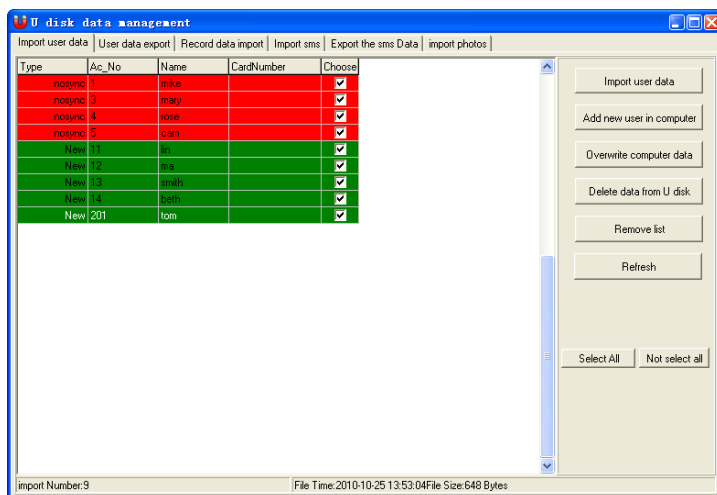 U disk data management
Import user data User data export Record data import Import sms Export the sms Data import photos
Type Ac_No Name CardNumber Choose
nosync 1 mike
nosync 3 mary
nosync 4 rose
nosync 5 cam
New 11 lin
New 12 ma
New 13 smith
New 14 beth
New 201 tom
Import user data
Add new user in computer
Overwrite computer data
Delete data from U disk
Remove list
Refresh
Select All Not select all
import Number:9 File Time:2010-10-25 13:53:04File Size:648 Bytes